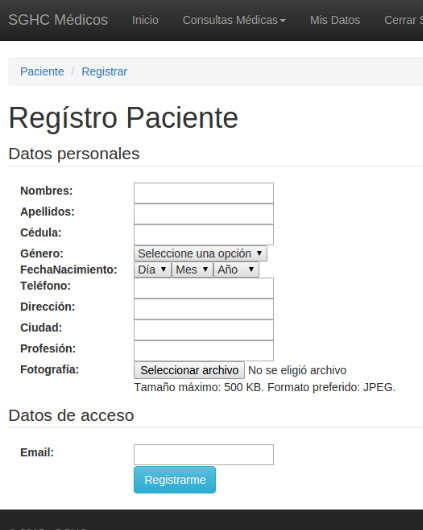 SGHC Médicos Inicio Consultas Médicas Mis Datos Cerrar S
Paciente / Registrar
Regístro Paciente
Datos personales
Nombres:
Apellidos:
Cédula:
Género: Seleccione una opción
FechaNacimiento: Día Mes Año
Teléfono:
Dirección:
Ciudad:
Profesión:
Fotografía: Seleccionar archivo No se eligió archivo
Tamaño máximo: 500 KB. Formato preferido: JPEG.
Datos de acceso
Email:
Registrarme